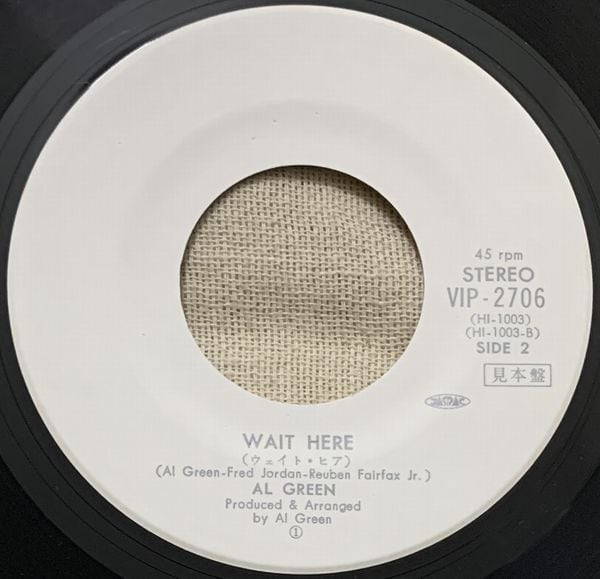 45 rpm
STEREO
VIP-2706
(HI-1003)
(HI-1003-B)
SIDE 2
見本盤
JASRAC
WAIT HERE
(ウェイト・ヒア)
(Al Green-Fred Jordan-Reuben Fairfax Jr.)
AL GREEN
Produced & Arranged
by Al Green
①